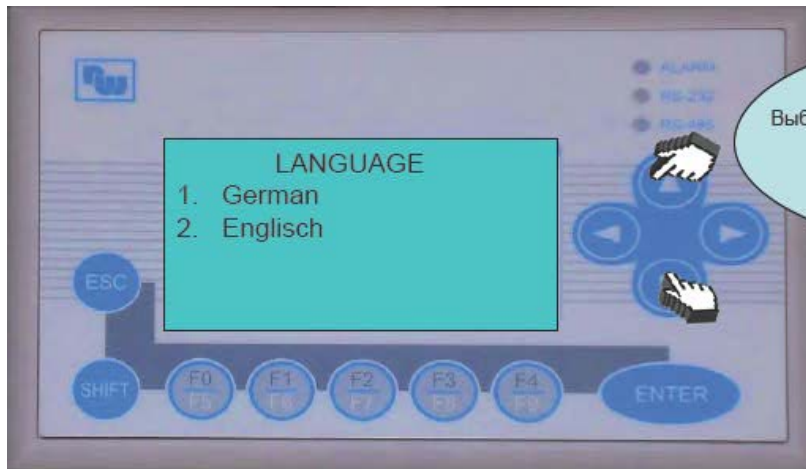 ALARM
RS-232
RS-485
Выб
LANGUAGE
1. German
2. Englisch
ESC
SHIFT
F0 F1 F2 F3 F4
F5 F6 F7 F8 F9
ENTER